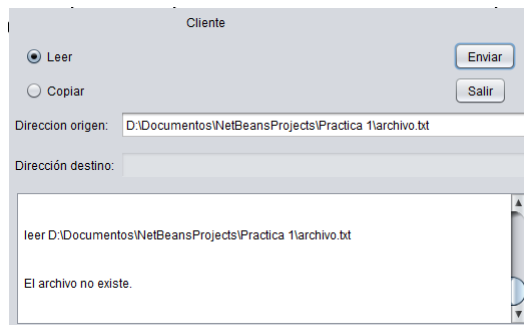 Cliente
Leer
Enviar
Copiar
Salir
Direccion origen: D:\Documentos\NetBeansProjects\Practica 1\archivo.txt
Dirección destino:
leer D:\Documentos\NetBeansProjects\Practica 1\archivo.txt
El archivo no existe.